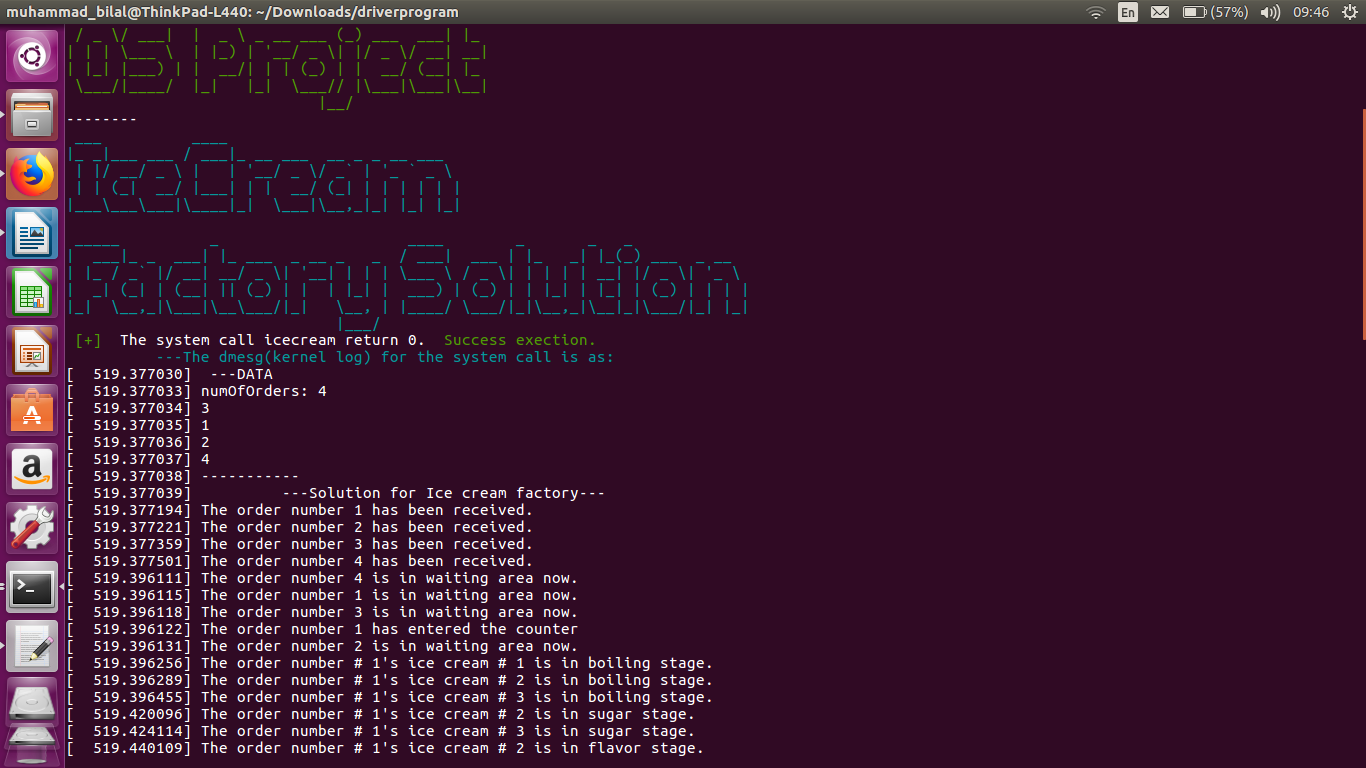 muhammad_bilal@ThinkPad-L440: ~/Downloads/driverprogram
En
(57%)
09:46
OS Project
--------
IceCream
Factory Solution
[+]  The system call icecream return 0.  Success exection.
---The dmesg(kernel log) for the system call is as:
[  519.377030]  ---DATA
[  519.377033] numOfOrders: 4
[  519.377034] 3
[  519.377035] 1
[  519.377036] 2
[  519.377037] 4
[  519.377038] -----------
[  519.377039]          ---Solution for Ice cream factory---
[  519.377194] The order number 1 has been received.
[  519.377221] The order number 2 has been received.
[  519.377359] The order number 3 has been received.
[  519.377501] The order number 4 has been received.
[  519.396111] The order number 4 is in waiting area now.
[  519.396115] The order number 1 is in waiting area now.
[  519.396118] The order number 3 is in waiting area now.
[  519.396122] The order number 1 has entered the counter
[  519.396131] The order number 2 is in waiting area now.
[  519.396256] The order number # 1's ice cream # 1 is in boiling stage.
[  519.396289] The order number # 1's ice cream # 2 is in boiling stage.
[  519.396455] The order number # 1's ice cream # 3 is in boiling stage.
[  519.420096] The order number # 1's ice cream # 2 is in sugar stage.
[  519.424114] The order number # 1's ice cream # 3 is in sugar stage.
[  519.440109] The order number # 1's ice cream # 2 is in flavor stage.